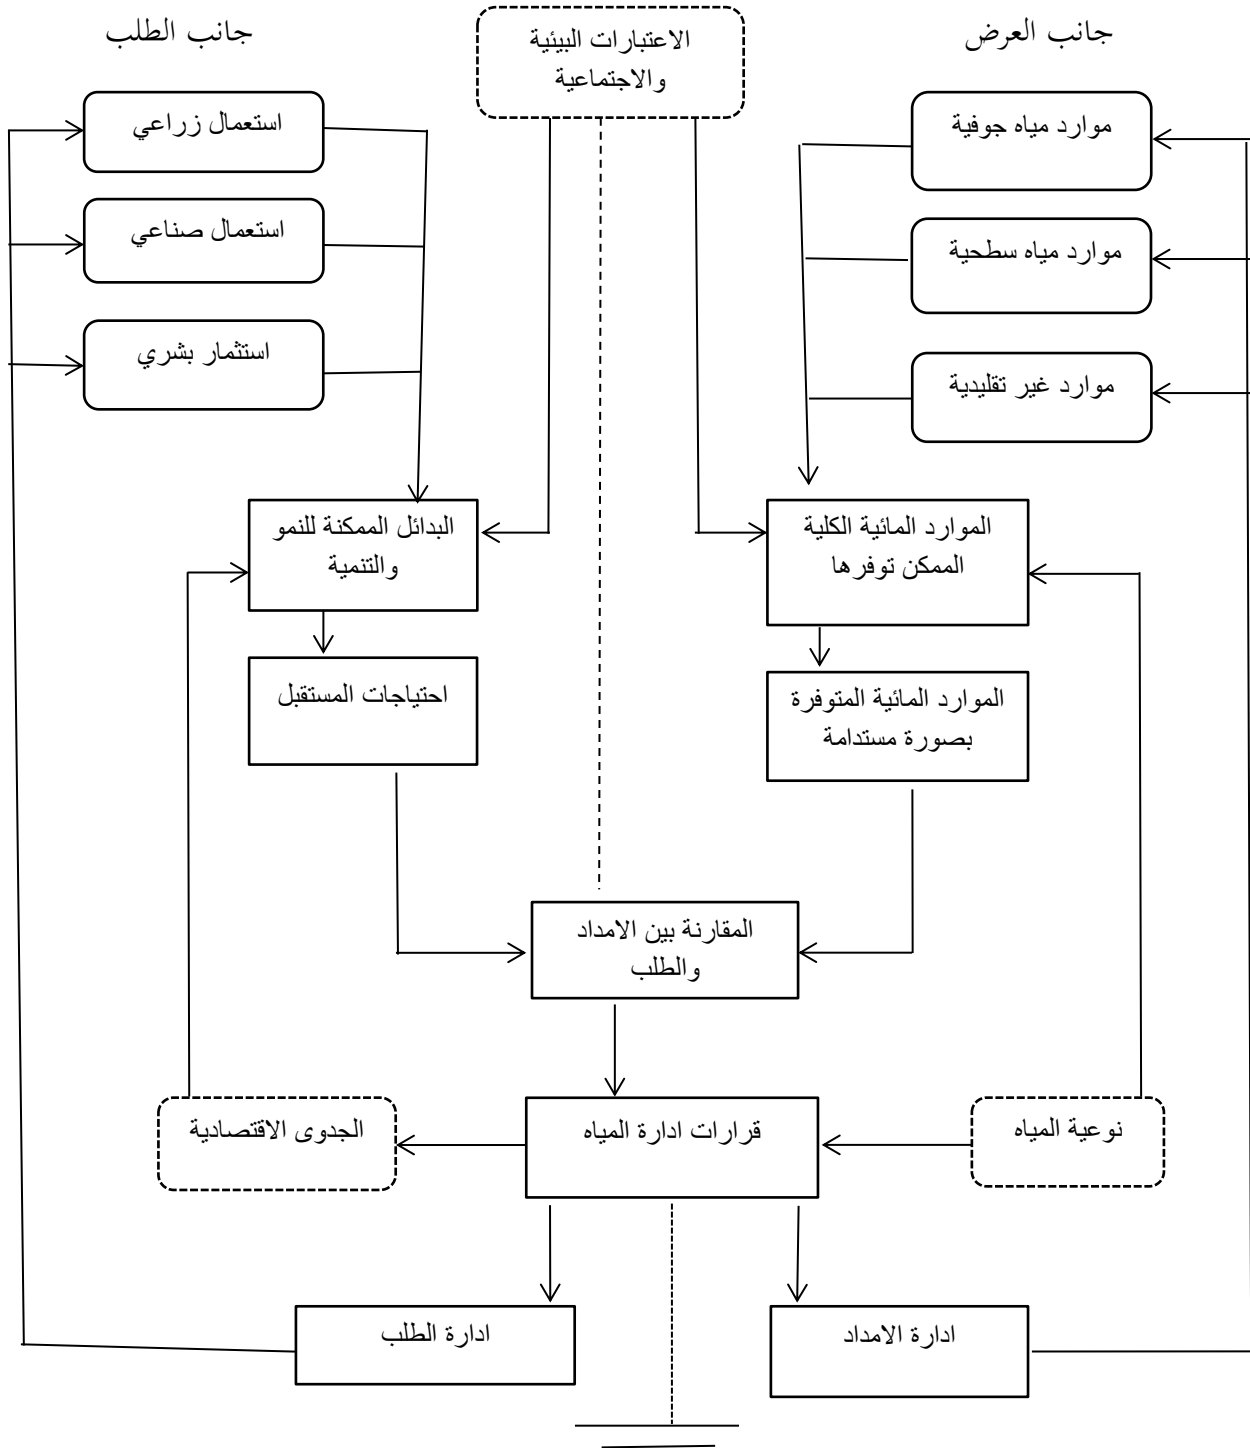 جانب العرض
الاعتبارات البيئية
والاجتماعية
جانب الطلب
موارد مياه جوفية
استعمال زراعي
موارد مياه سطحية
استعمال صناعي
موارد غير تقليدية
استثمار بشري
الموارد المائية الكلية
الممكن توفرها
البدائل الممكنة للنمو
والتنمية
الموارد المائية المتوفرة
بصورة مستدامة
احتياجات المستقبل
المقارنة بين الامداد
والطلب
نوعية المياه
قرارات ادارة المياه
الجدوى الاقتصادية
ادارة الامداد
ادارة الطلب